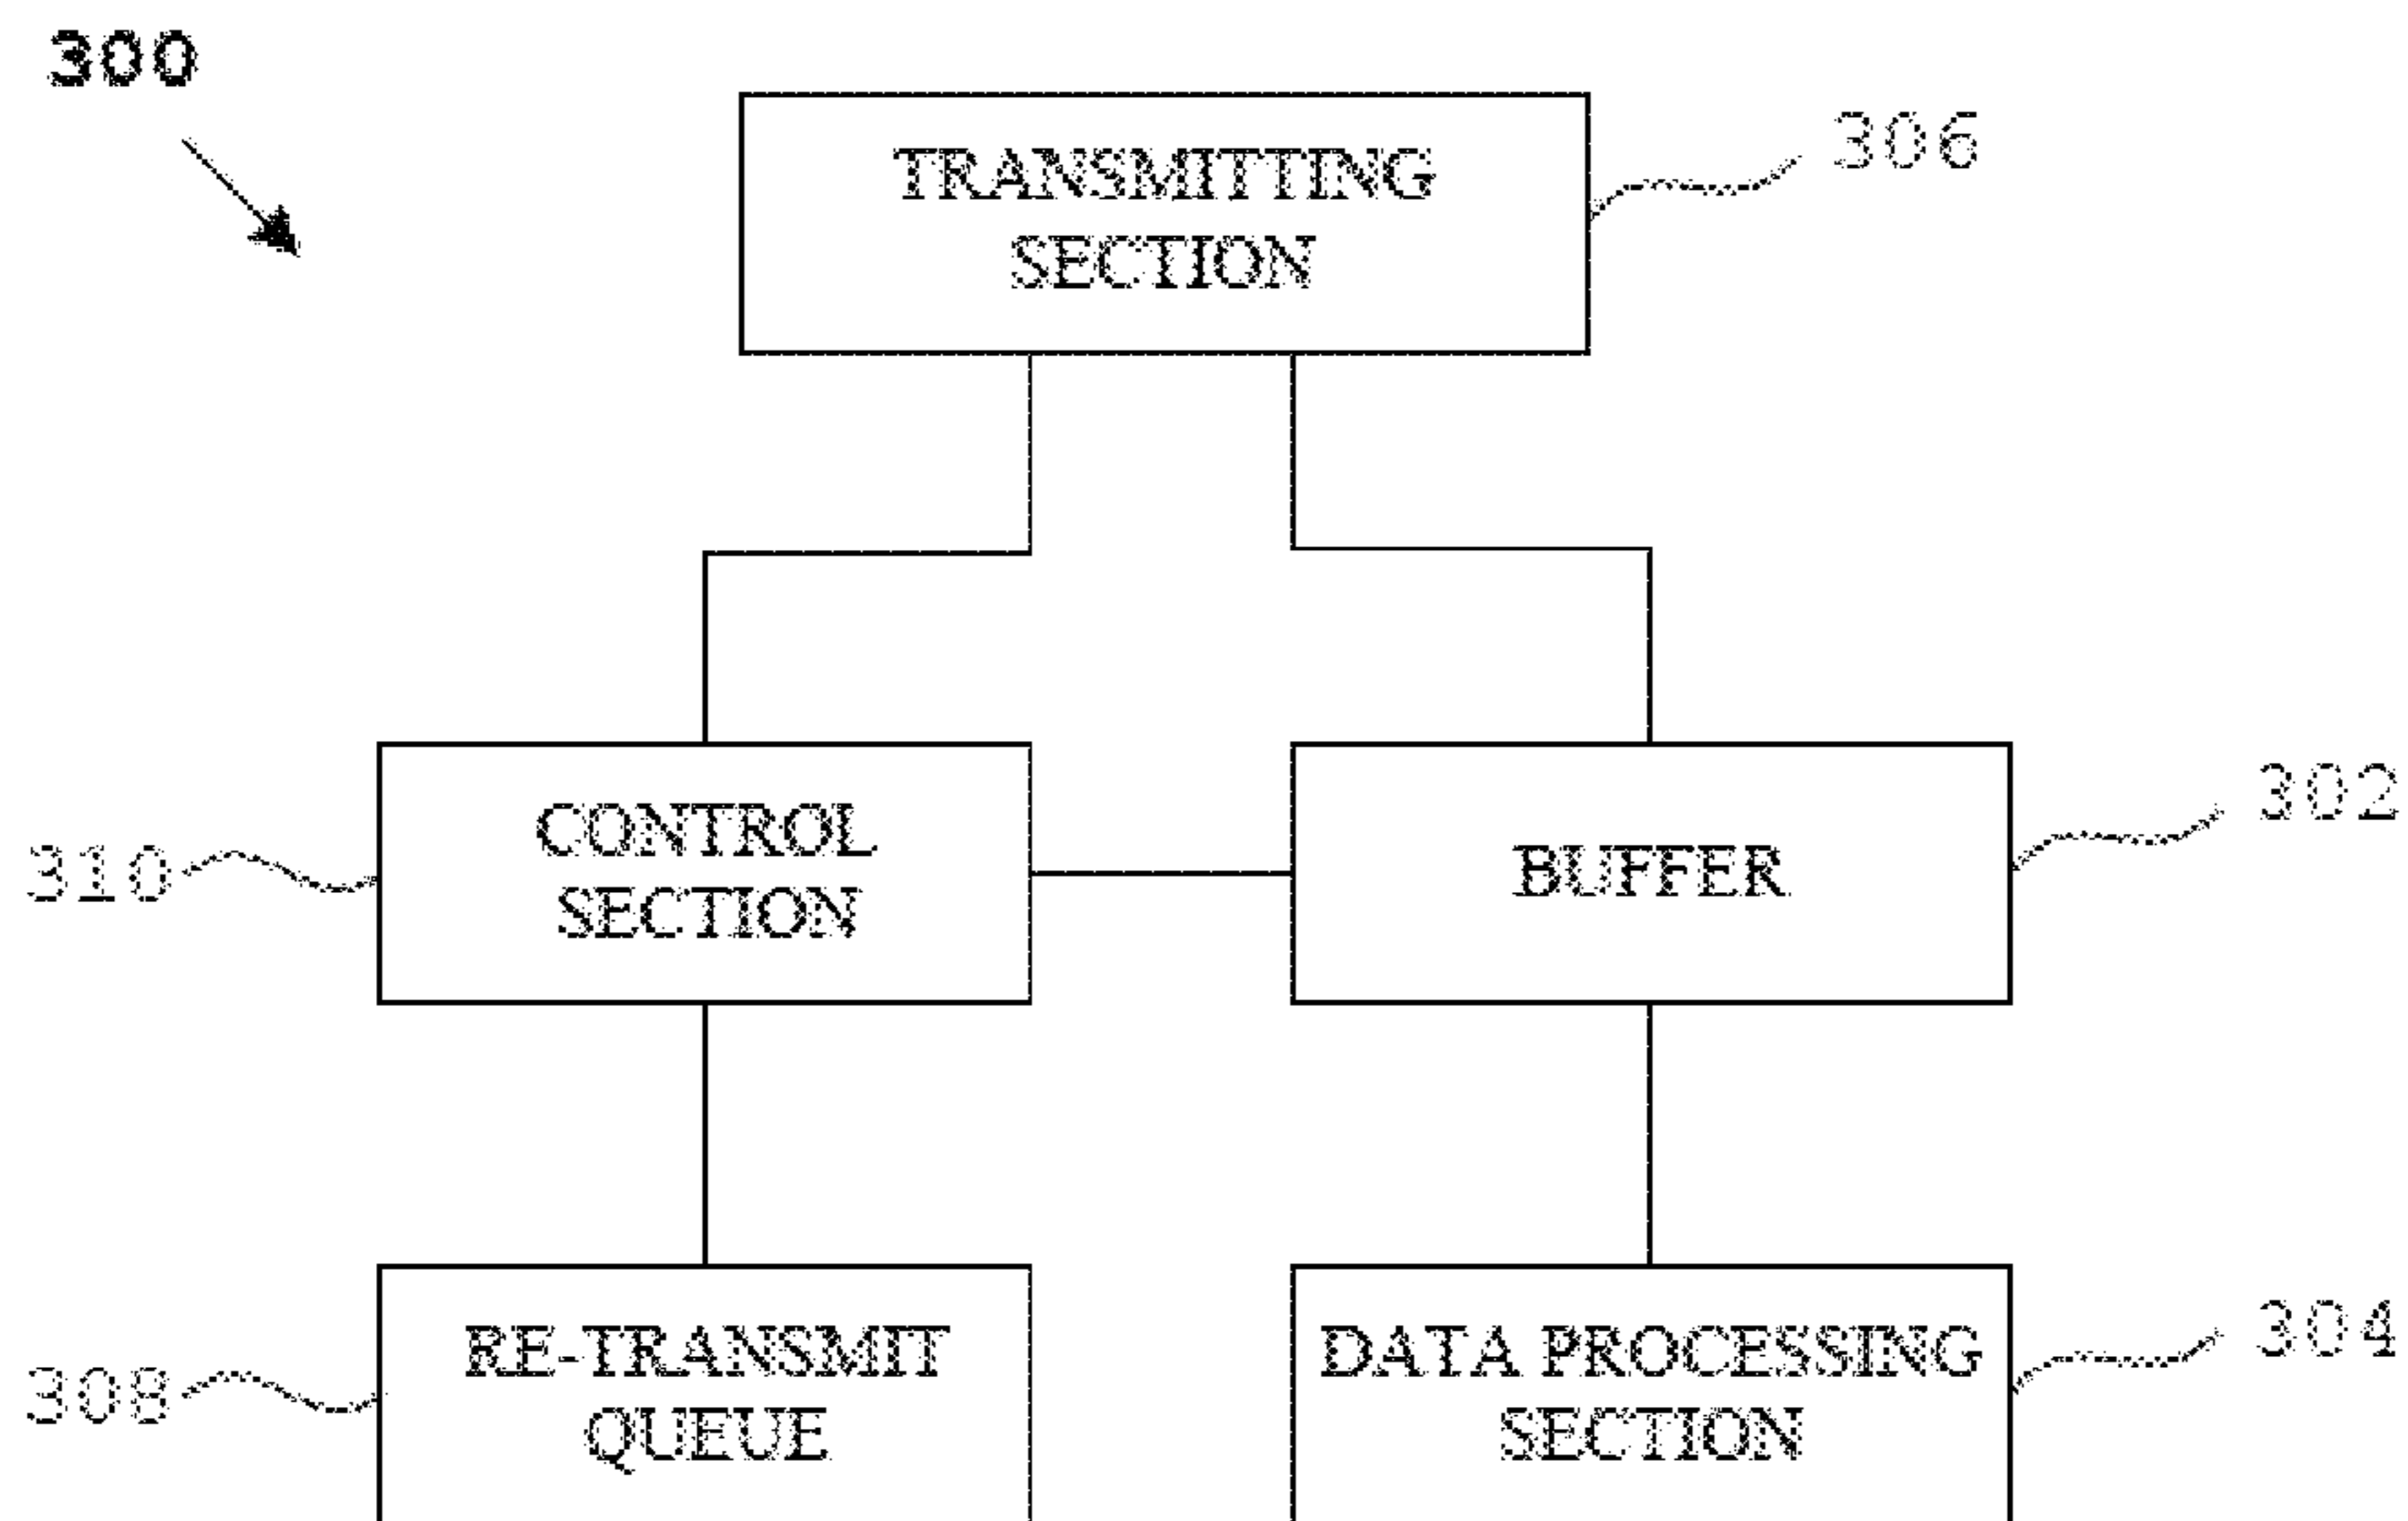 300
TRANSMITTING
SECTION
306
CONTROL
SECTION
310
BUFFER
302
RE-TRANSMIT
QUEUE
308
DATA PROCESSING
SECTION
304